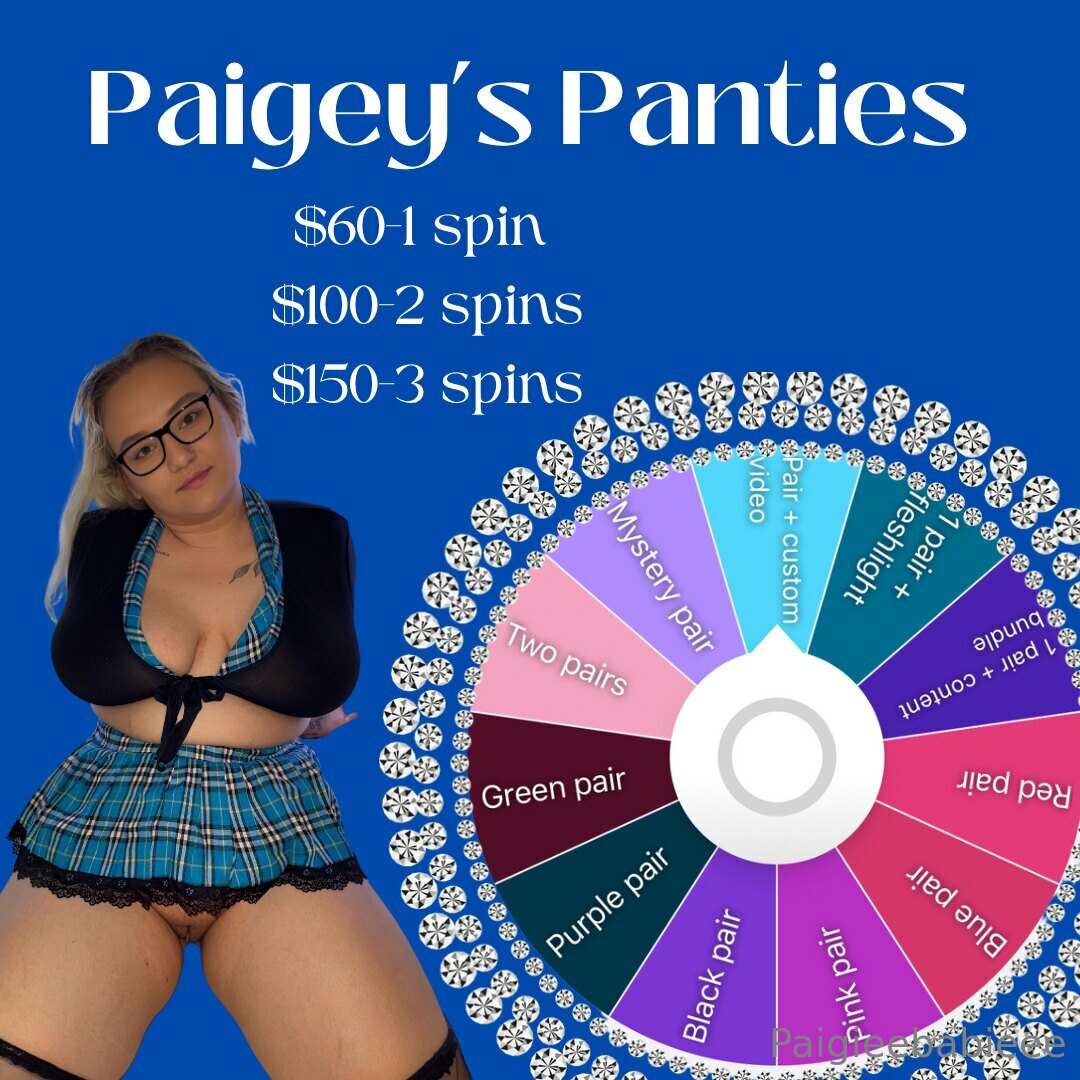 Paigey's Panties
$60-1 spin
$100-2 spins
$150-3 spins
Pair + custom
video
1 pair +
fleshlight
1 pair + content
bundle
Red pair
Blue pair
Pink pair
Black pair
Purple pair
Green pair
Two pairs
Mystery pair
Paigieebabieee